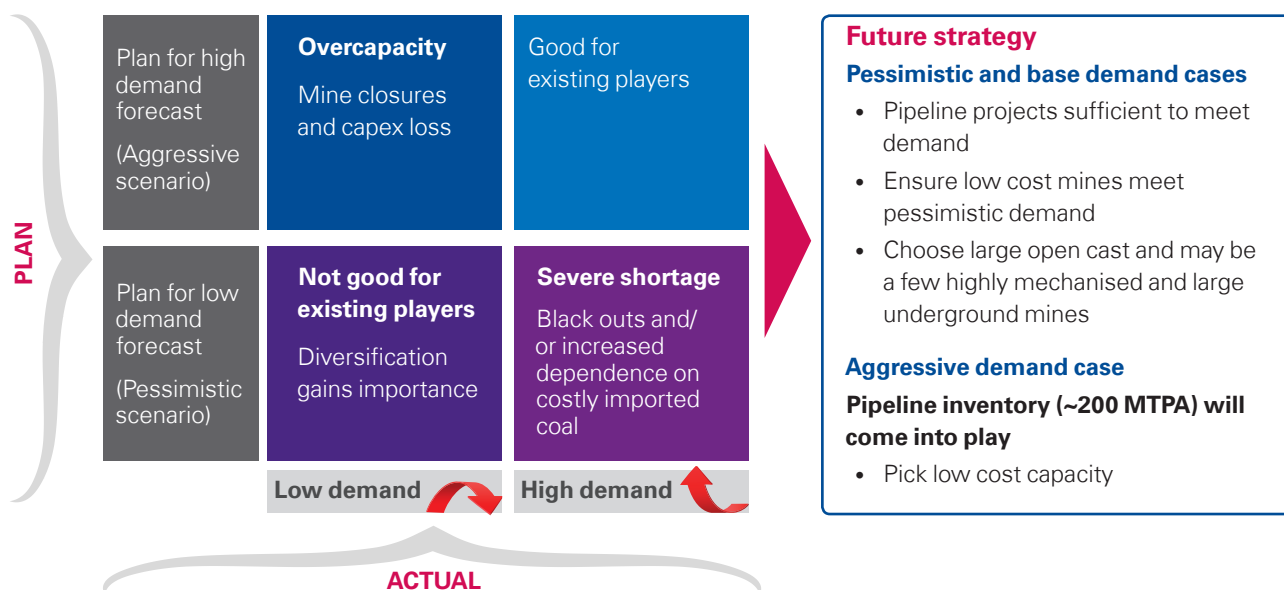 PLAN
Plan for high
demand
forecast
(Aggressive
scenario)
Overcapacity
Mine closures
and capex loss
Good for
existing players
Plan for low
demand
forecast
(Pessimistic
scenario)
Not good for
existing players
Diversification
gains importance
Severe shortage
Black outs and/
or increased
dependence on
costly imported
coal
Low demand
High demand
ACTUAL
Future strategy
Pessimistic and base demand cases
• Pipeline projects sufficient to meet
demand
• Ensure low cost mines meet
pessimistic demand
• Choose large open cast and may be
a few highly mechanised and large
underground mines
Aggressive demand case
Pipeline inventory (~200 MTPA) will
come into play
• Pick low cost capacity